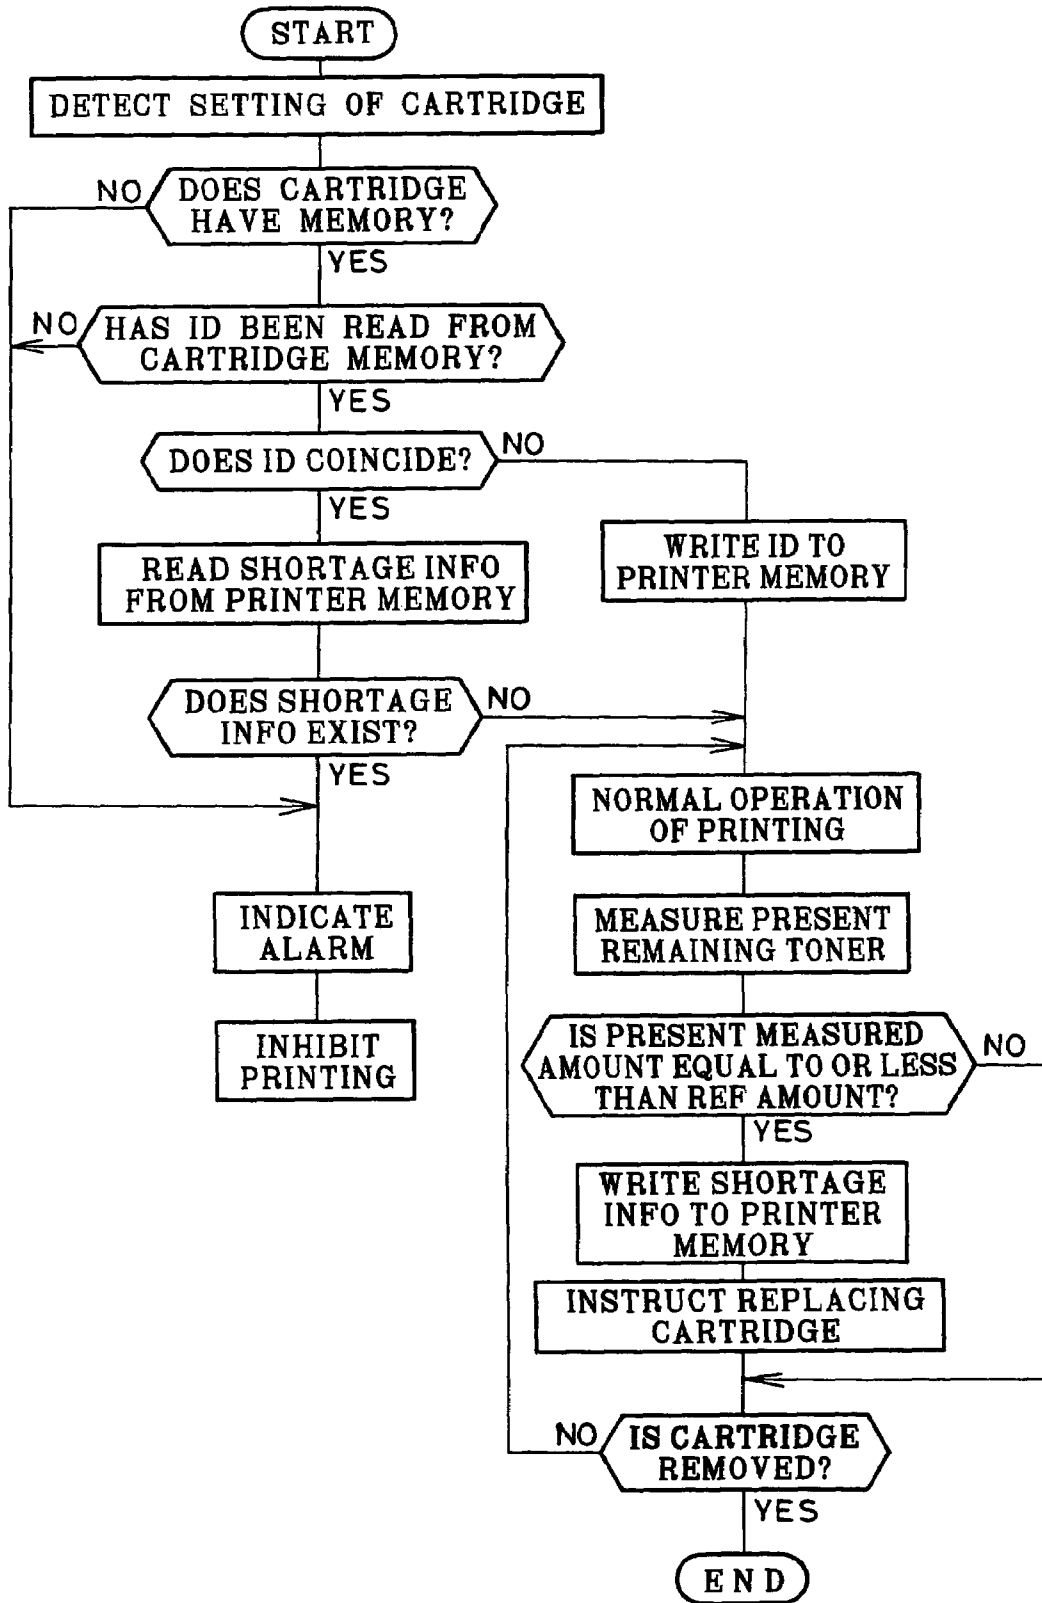 START
DETECT SETTING OF CARTRIDGE
NO
DOES CARTRIDGE
HAVE MEMORY?
YES
NO
HAS ID BEEN READ FROM
CARTRIDGE MEMORY?
YES
DOES ID COINCIDE?
NO
YES
READ SHORTAGE INFO
FROM PRINTER MEMORY
WRITE ID TO
PRINTER MEMORY
DOES SHORTAGE
INFO EXIST?
NO
YES
INDICATE
ALARM
INHIBIT
PRINTING
NORMAL OPERATION
OF PRINTING
MEASURE PRESENT
REMAINING TONER
IS PRESENT MEASURED
AMOUNT EQUAL TO OR LESS
THAN REF AMOUNT?
NO
YES
WRITE SHORTAGE
INFO TO PRINTER
MEMORY
INSTRUCT REPLACING
CARTRIDGE
NO
IS CARTRIDGE
REMOVED?
YES
END